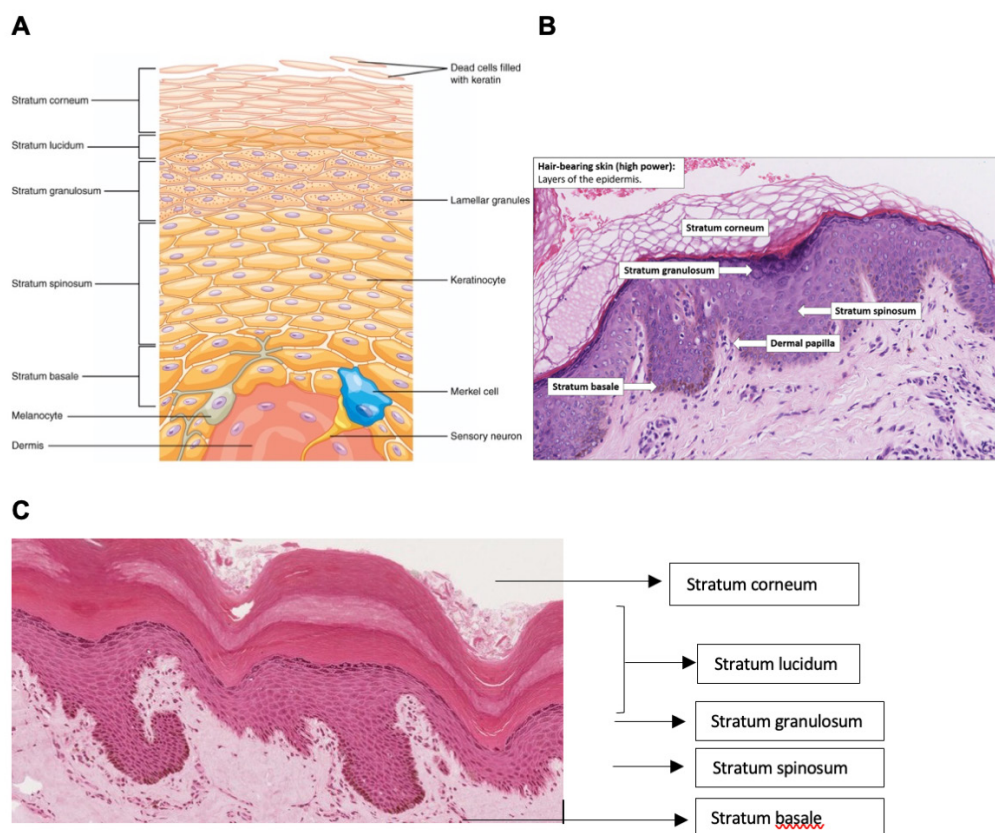 A
Stratum corneum
Stratum lucidum
Stratum granulosum
Stratum spinosum
Stratum basale
Melanocyte
Dermis
Dead cells filled
with keratin
Lamellar granules
Keratinocyte
Merkel cell
Sensory neuron
B
Hair-bearing skin (high power):
Layers of the epidermis.
Stratum corneum
Stratum granulosum
Stratum spinosum
Dermal papilla
Stratum basale
C
Stratum corneum
Stratum lucidum
Stratum granulosum
Stratum spinosum
Stratum basale